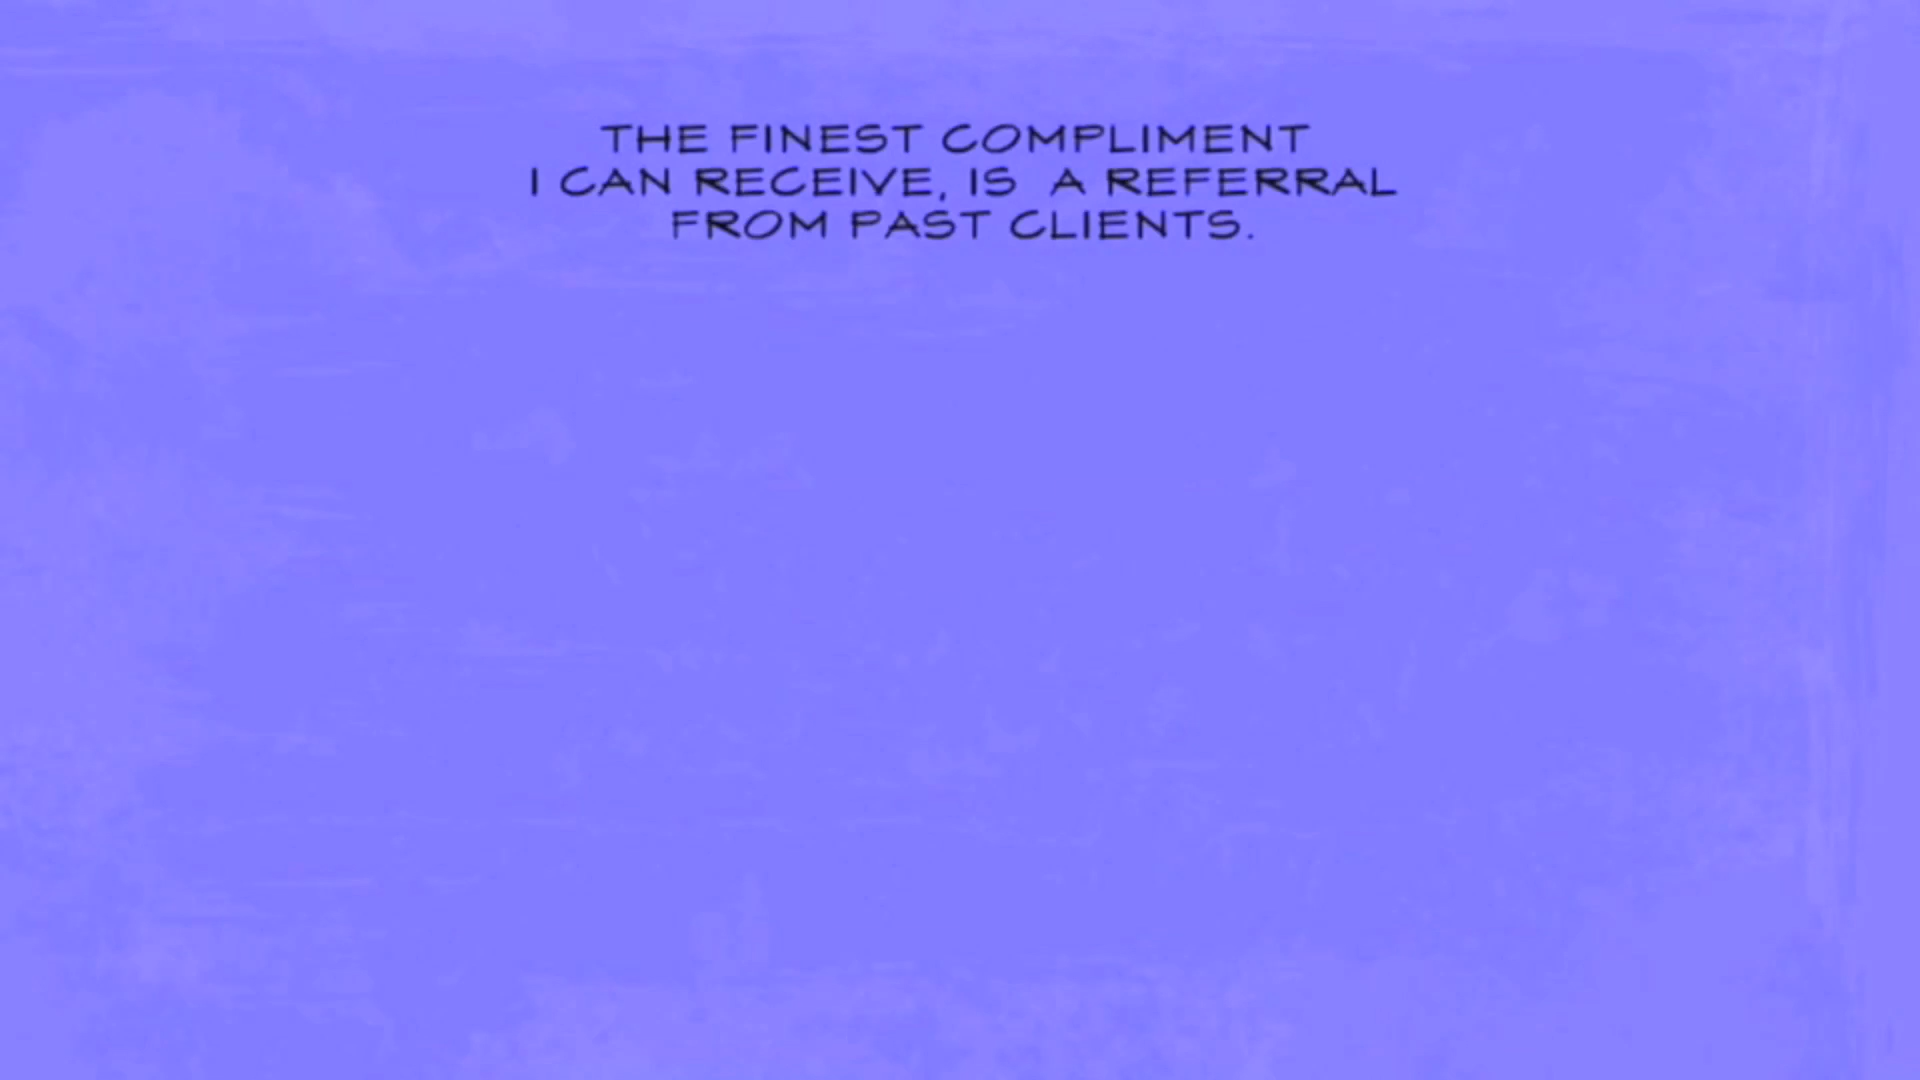 THE FINEST COMPLIMENT
I CAN RECEIVE, IS A REFERRAL
FROM PAST CLIENTS.